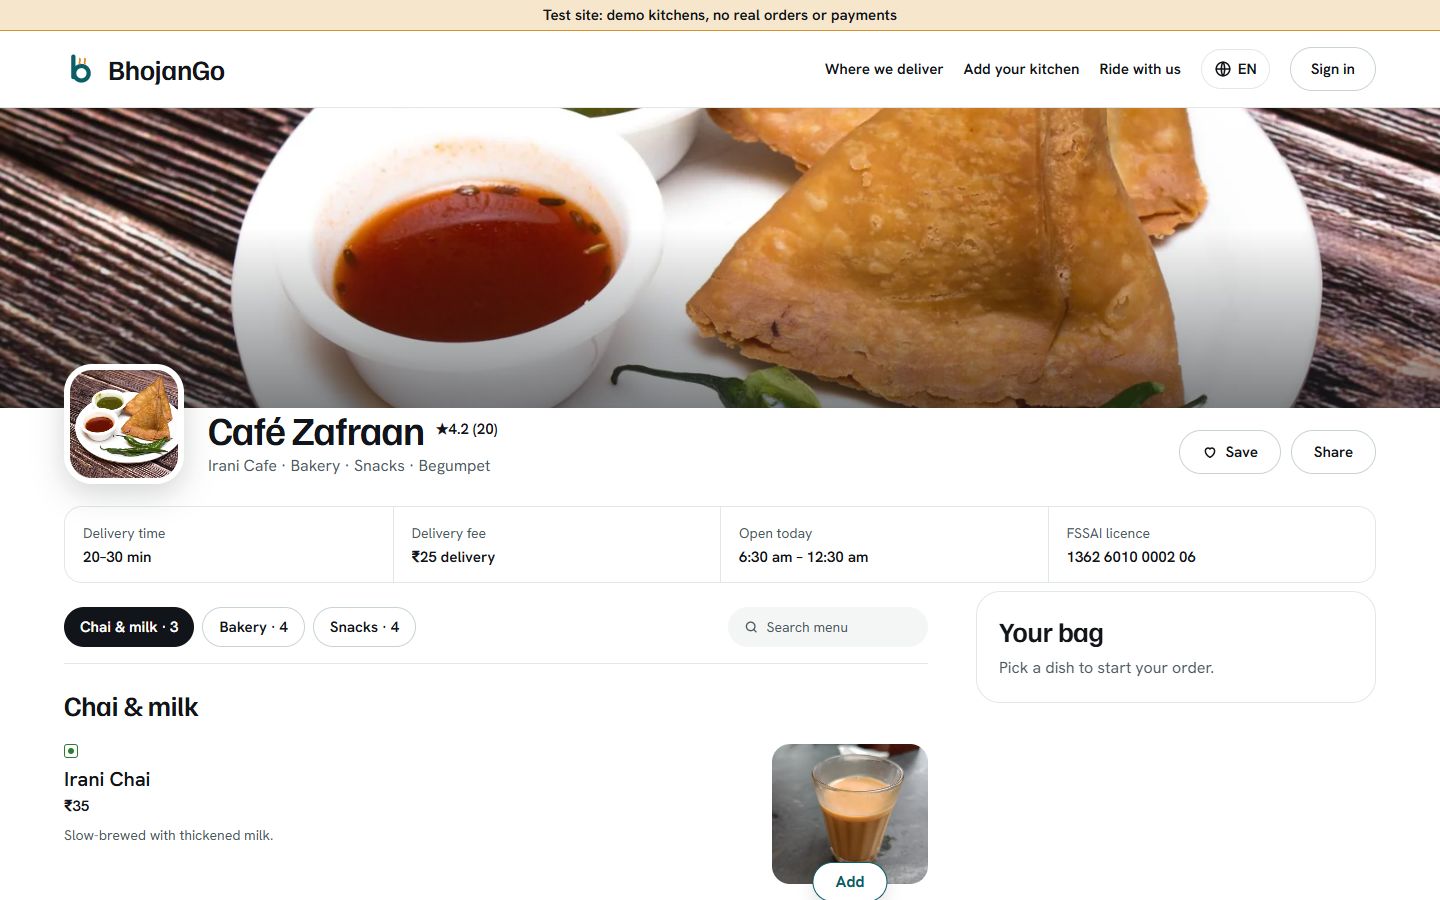 Test site: demo kitchens, no real orders or payments
BhojanGo
Where we deliver
Add your kitchen
Ride with us
EN
Sign in
Café Zafraan ★4.2 (20)
Irani Cafe · Bakery · Snacks · Begumpet
Save
Share
Delivery time
20–30 min
Delivery fee
₹25 delivery
Open today
6:30 am – 12:30 am
FSSAI licence
1362 6010 0002 06
Chai & milk · 3
Bakery · 4
Snacks · 4
Search menu
Your bag
Pick a dish to start your order.
Chai & milk
Irani Chai
₹35
Slow-brewed with thickened milk.
Add